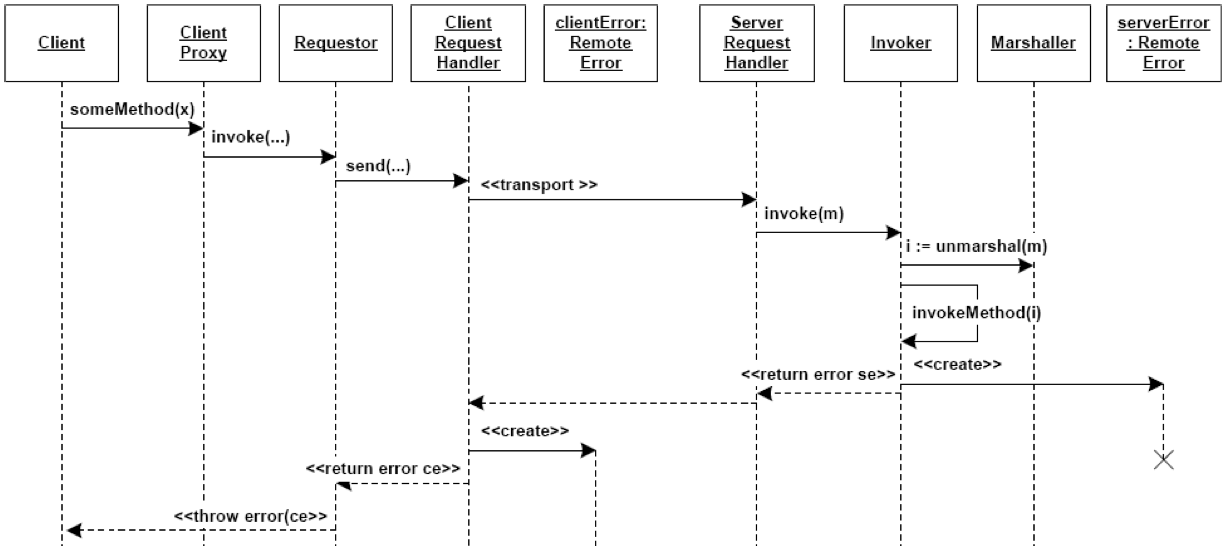 Client
Client
Proxy
Requestor
Client
Request
Handler
clientError:
Remote
Error
Server
Request
Handler
Invoker
Marshaller
serverError
: Remote
Error
someMethod(x)
invoke(...)
send(...)
<<transport >>
invoke(m)
i := unmarshal(m)
invokeMethod(i)
<<create>>
<<return error se>>
<<create>>
<<return error ce>>
<<throw error(ce>>